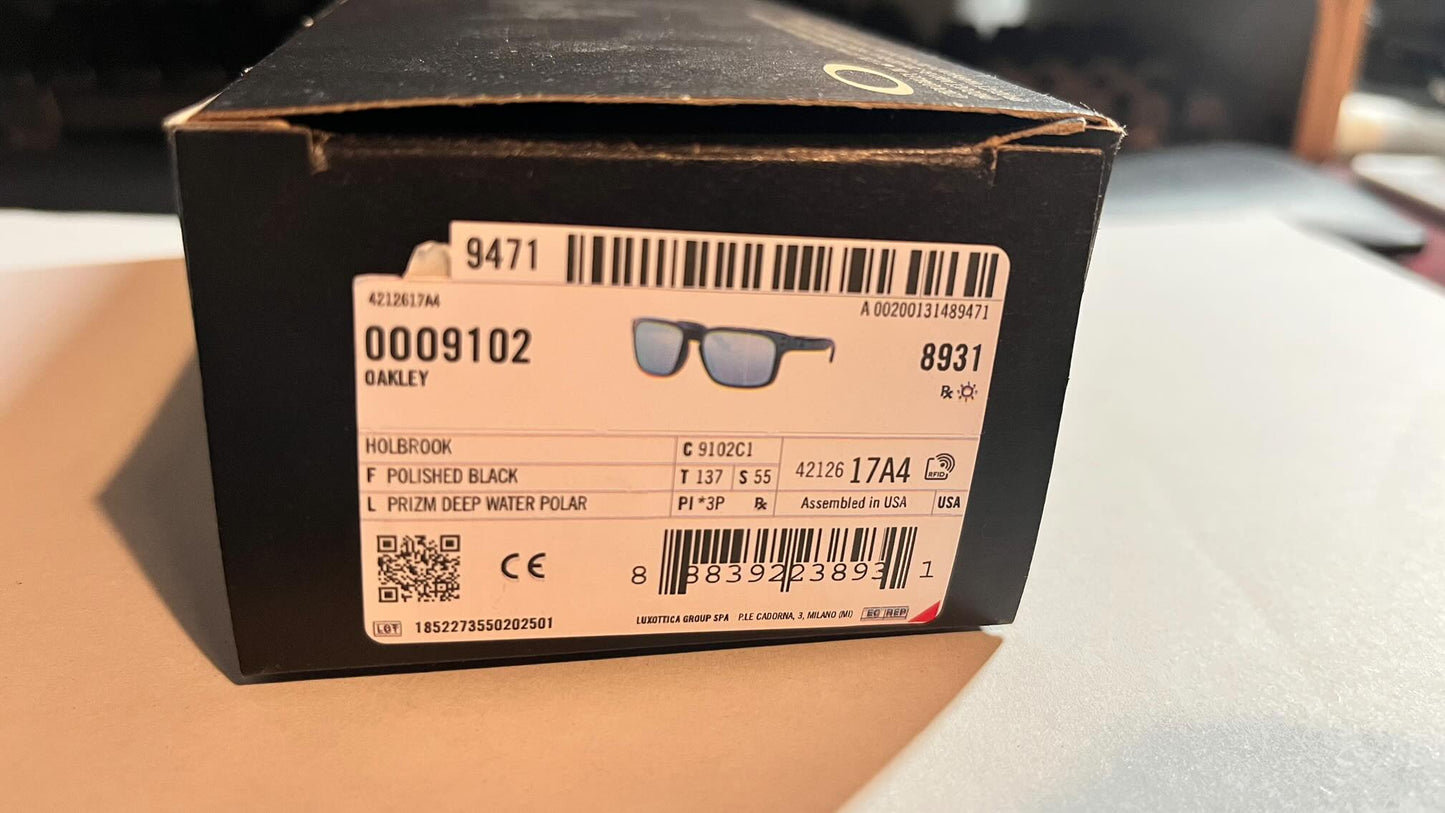 9471
A 00200131489471
4212617A4
0009102
OAKLEY
8931
Rx
HOLBROOK
C 9102C1
F POLISHED BLACK
T 137 S 55
42126 17A4
RFID
L PRIZM DEEP WATER POLAR
PI *3P Rx
Assembled in USA
USA
CE
8 88392 23893 1
LOT 1852273550202501
LUXOTTICA GROUP SPA P.LE CADORNA, 3, MILANO (MI) EC REP